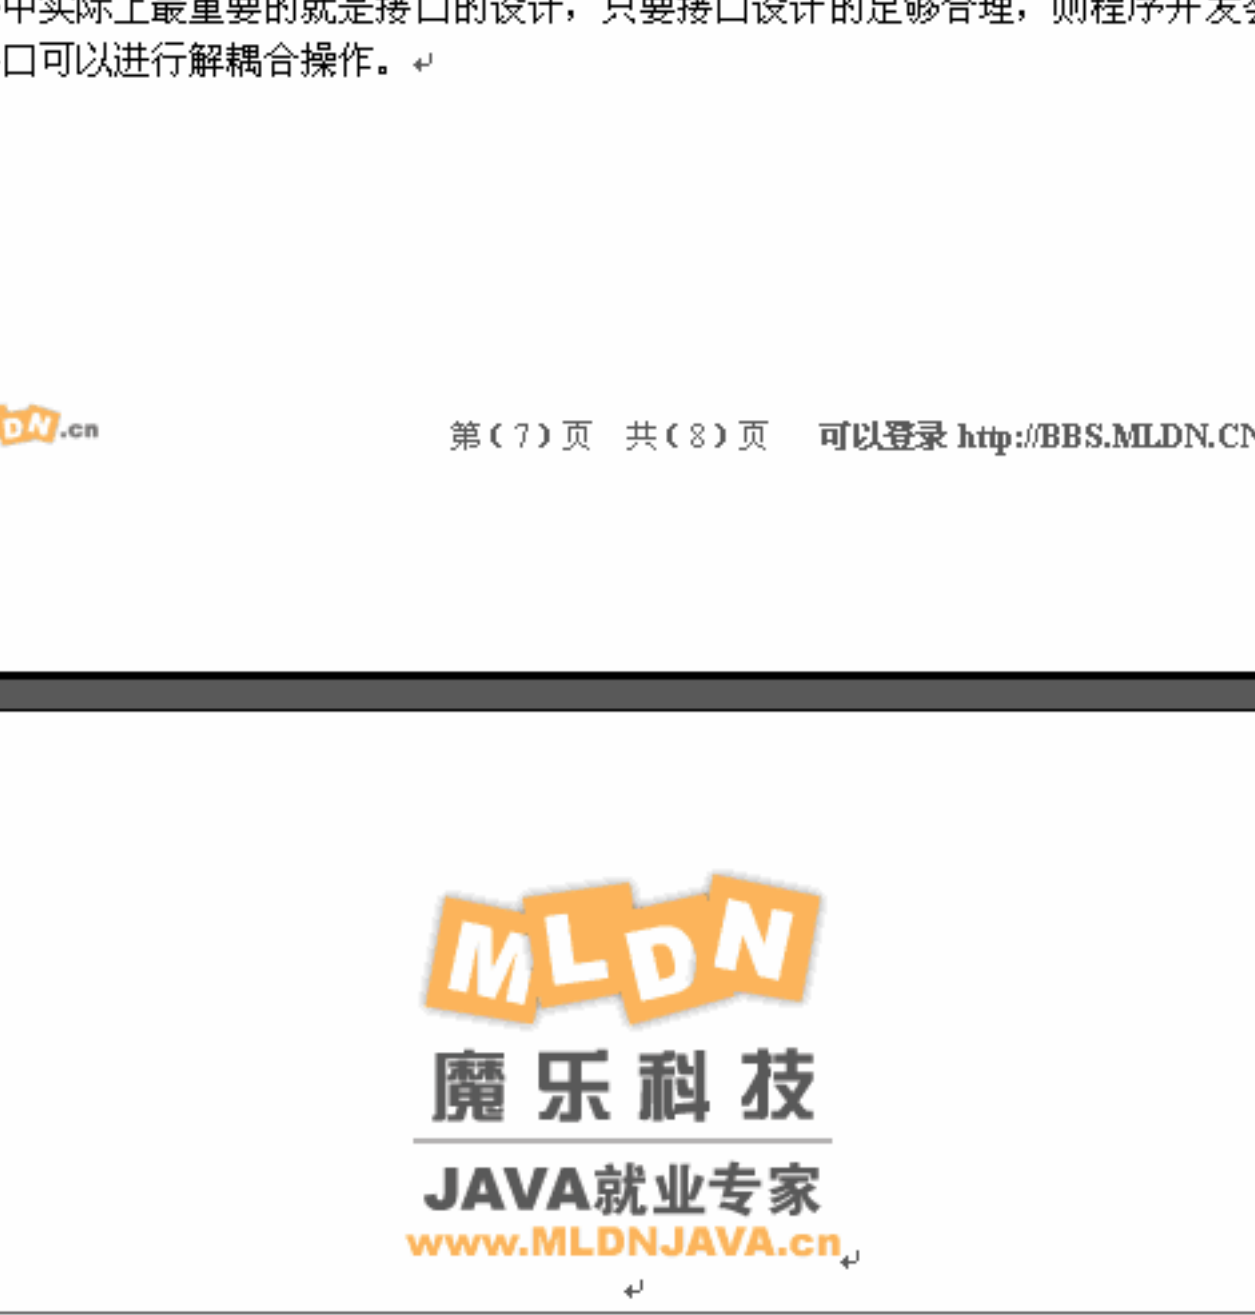 中实际上最重要的就是接口的设计，只要接口设计的足够合理，则程序开发会
口可以进行解耦合操作。
DN.cn
第（7）页 共（8）页 可以登录 http://BBS.MLDN.CN
MLDN
魔乐科技
JAVA就业专家
www.MLDNJAVA.cn